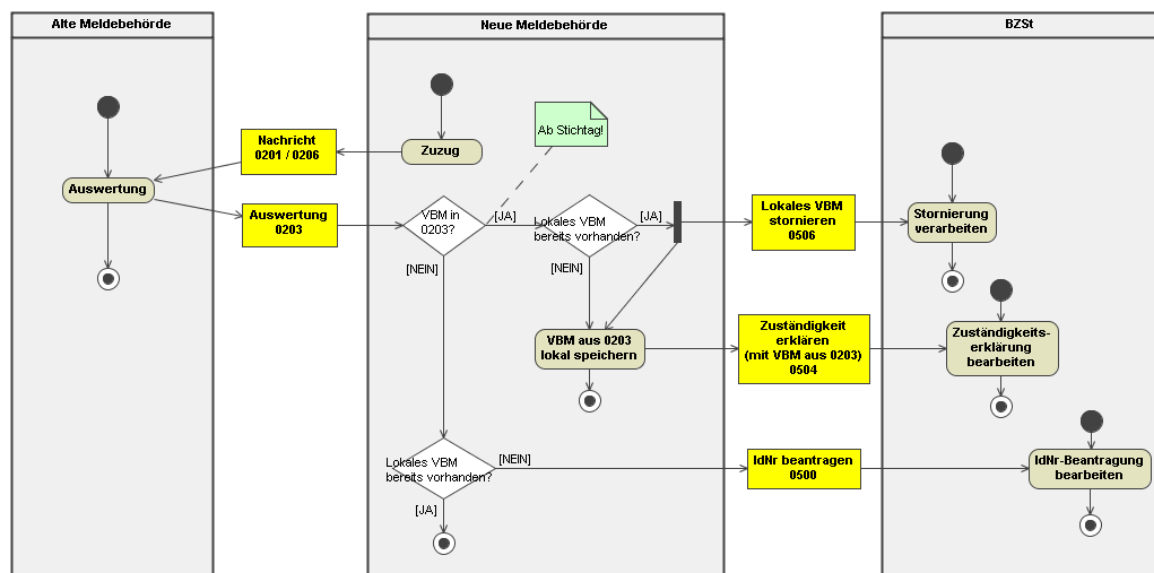 Alte Meldebehörde
Neue Meldebehörde
BZSt
Ab Stichtag!
Nachricht
0201 / 0206
Zuzug
Auswertung
Auswertung
0203
VBM in
0203?
[JA]
Lokales VBM
bereits vorhanden?
[JA]
Lokales VBM
stornieren
0506
Stornierung
verarbeiten
[NEIN]
[NEIN]
VBM aus 0203
lokal speichern
Zuständigkeit
erklären
(mit VBM aus 0203)
0504
Zuständigkeits-
erklärung
bearbeiten
Lokales VBM
bereits vorhanden?
[NEIN]
IdNr beantragen
0500
IdNr-Beantragung
bearbeiten
[JA]